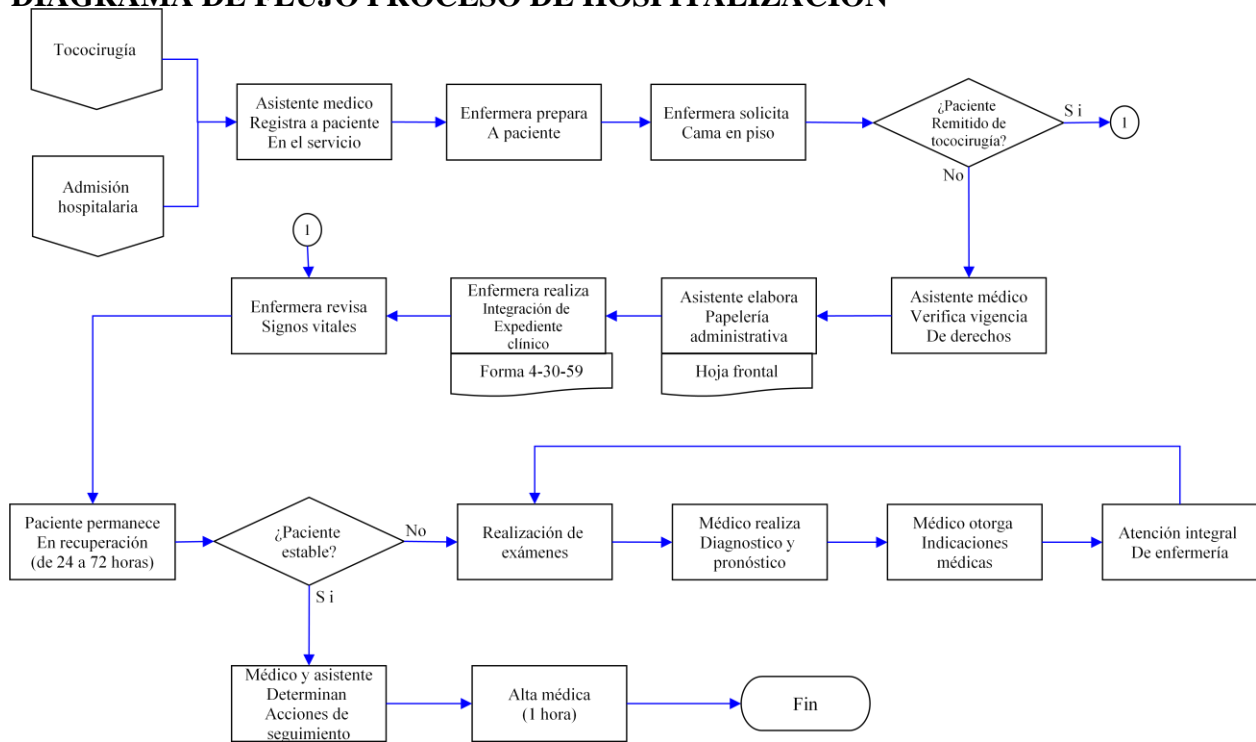 DIAGRAMA DE FLUJO PROCESO DE HOSPITALIZACION
Tococirugía
Admisión
hospitalaria
Asistente medico
Registra a paciente
En el servicio
Enfermera prepara
A paciente
Enfermera solicita
Cama en piso
¿Paciente
Remitido de
tococirugía?
S i
1
No
Asistente médico
Verifica vigencia
De derechos
Asistente elabora
Papelería
administrativa
Hoja frontal
Enfermera realiza
Integración de
Expediente
clínico
Forma 4-30-59
1
Enfermera revisa
Signos vitales
Paciente permanece
En recuperación
(de 24 a 72 horas)
¿Paciente
estable?
No
Realización de
exámenes
Médico realiza
Diagnostico y
pronóstico
Médico otorga
Indicaciones
médicas
Atención integral
De enfermería
S i
Médico y asistente
Determinan
Acciones de
seguimiento
Alta médica
(1 hora)
Fin